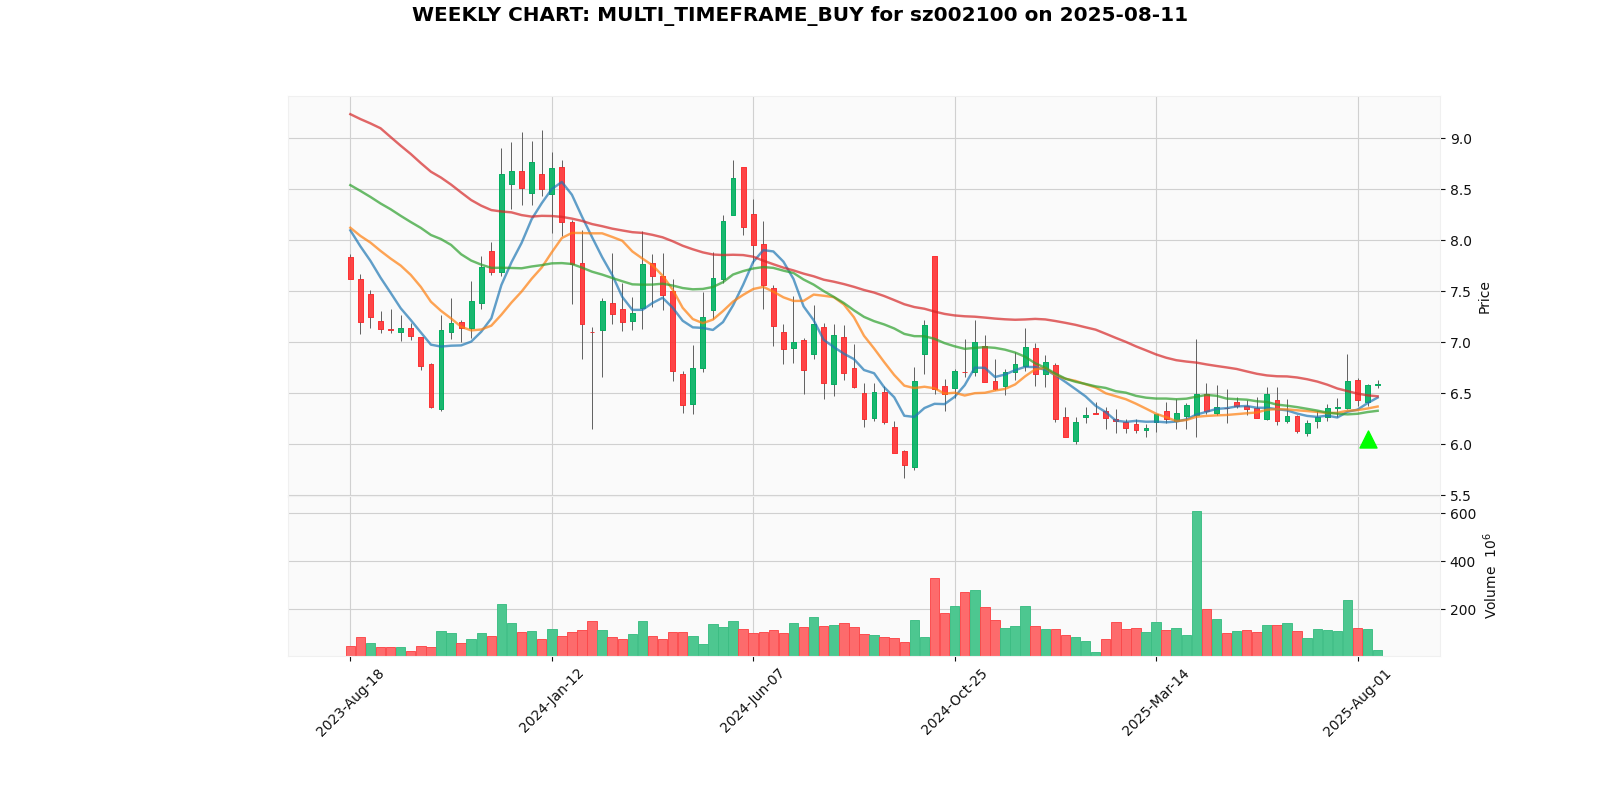 WEEKLY CHART: MULTI_TIMEFRAME_BUY for sz002100 on 2025-08-11
9.0
8.5
8.0
7.5
7.0
6.5
6.0
5.5
Price
600
400
200
Volume 10⁶
2023-Aug-18
2024-Jan-12
2024-Jun-07
2024-Oct-25
2025-Mar-14
2025-Aug-01